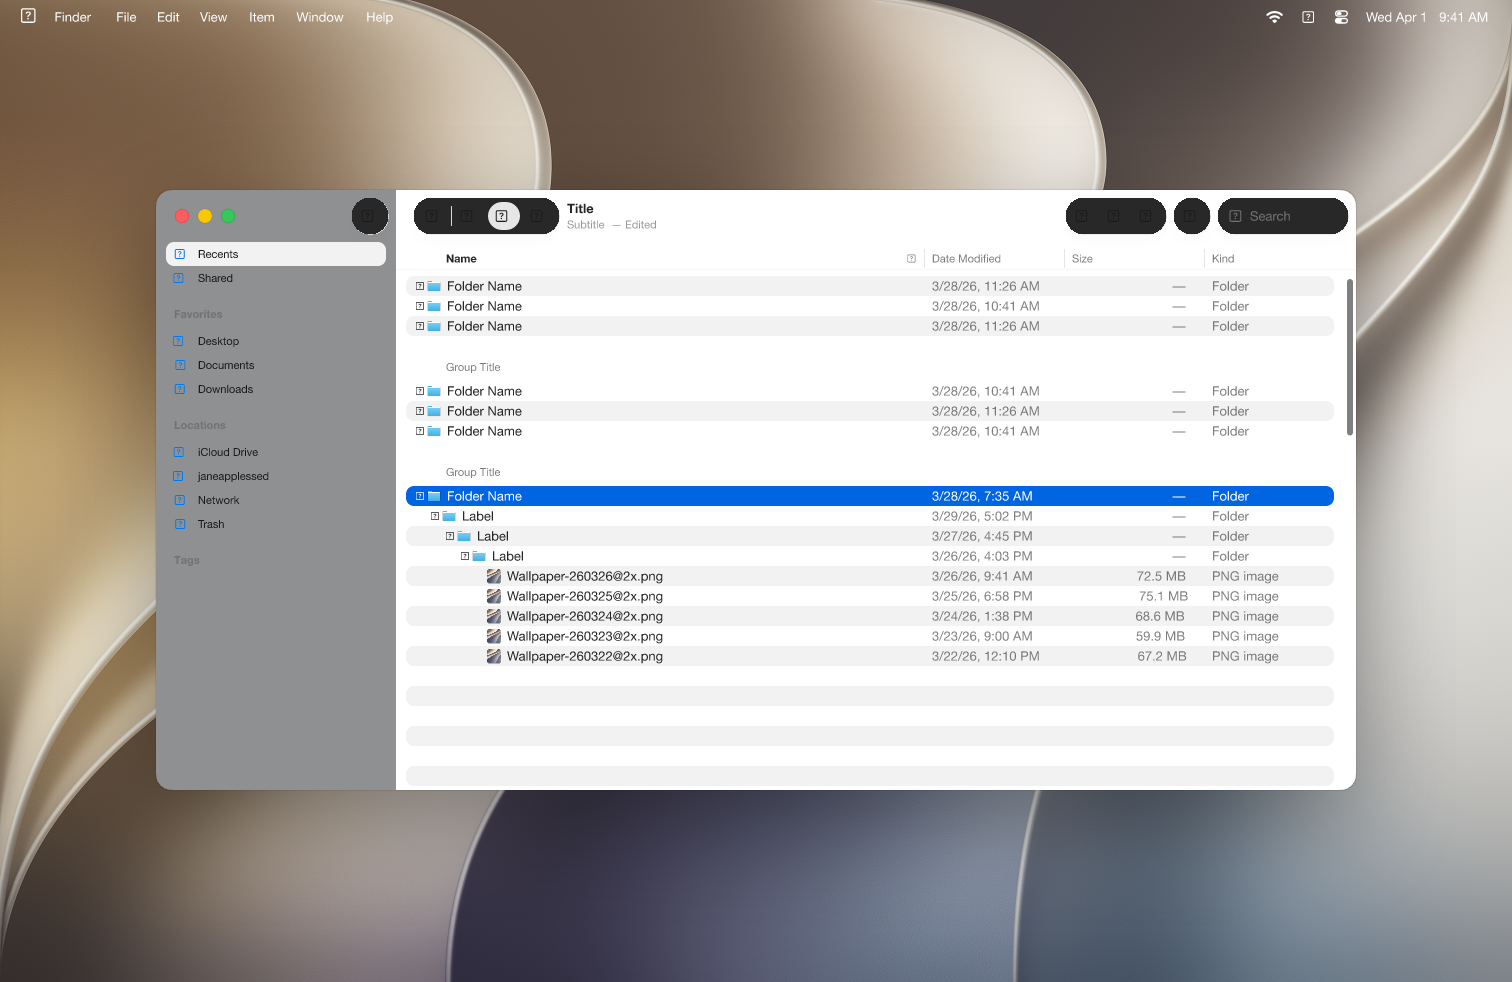 Finder File Edit View Item Window Help Wed Apr 1 9:41 AM
Title
Subtitle — Edited
Search
Recents
Shared
Favorites
Desktop
Documents
Downloads
Locations
iCloud Drive
janeapplessed
Network
Trash
Tags
Name Date Modified Size Kind
Folder Name 3/28/26, 11:26 AM — Folder
Folder Name 3/28/26, 10:41 AM — Folder
Folder Name 3/28/26, 11:26 AM — Folder
Group Title
Folder Name 3/28/26, 10:41 AM — Folder
Folder Name 3/28/26, 11:26 AM — Folder
Folder Name 3/28/26, 10:41 AM — Folder
Group Title
Folder Name 3/28/26, 7:35 AM — Folder
Label 3/29/26, 5:02 PM — Folder
Label 3/27/26, 4:45 PM — Folder
Label 3/26/26, 4:03 PM — Folder
Wallpaper-260326@2x.png 3/26/26, 9:41 AM 72.5 MB PNG image
Wallpaper-260325@2x.png 3/25/26, 6:58 PM 75.1 MB PNG image
Wallpaper-260324@2x.png 3/24/26, 1:38 PM 68.6 MB PNG image
Wallpaper-260323@2x.png 3/23/26, 9:00 AM 59.9 MB PNG image
Wallpaper-260322@2x.png 3/22/26, 12:10 PM 67.2 MB PNG image